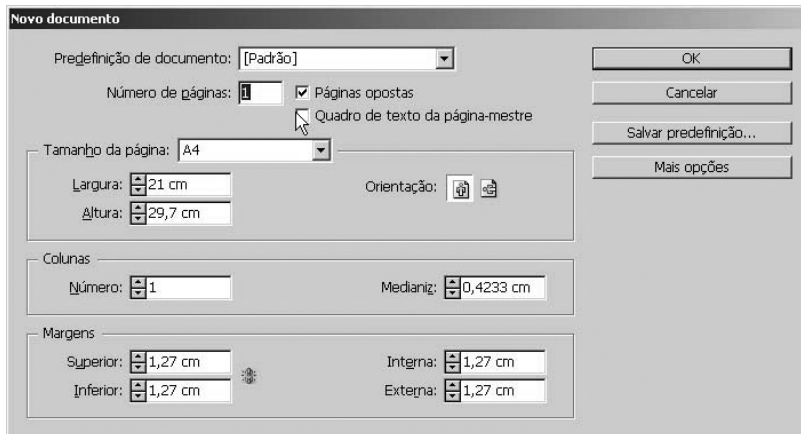 Novo documento
Predefinição de documento: [Padrão] OK
Número de páginas: 1 Páginas opostas Cancelar
Quadro de texto da página-mestre
Salvar predefinição...
Tamanho da página: A4
Mais opções
Largura: 21 cm Orientação:
Altura: 29,7 cm
Colunas
Número: 1 Medianiz: 0,4233 cm
Margens
Superior: 1,27 cm Interna: 1,27 cm
Inferior: 1,27 cm Externa: 1,27 cm